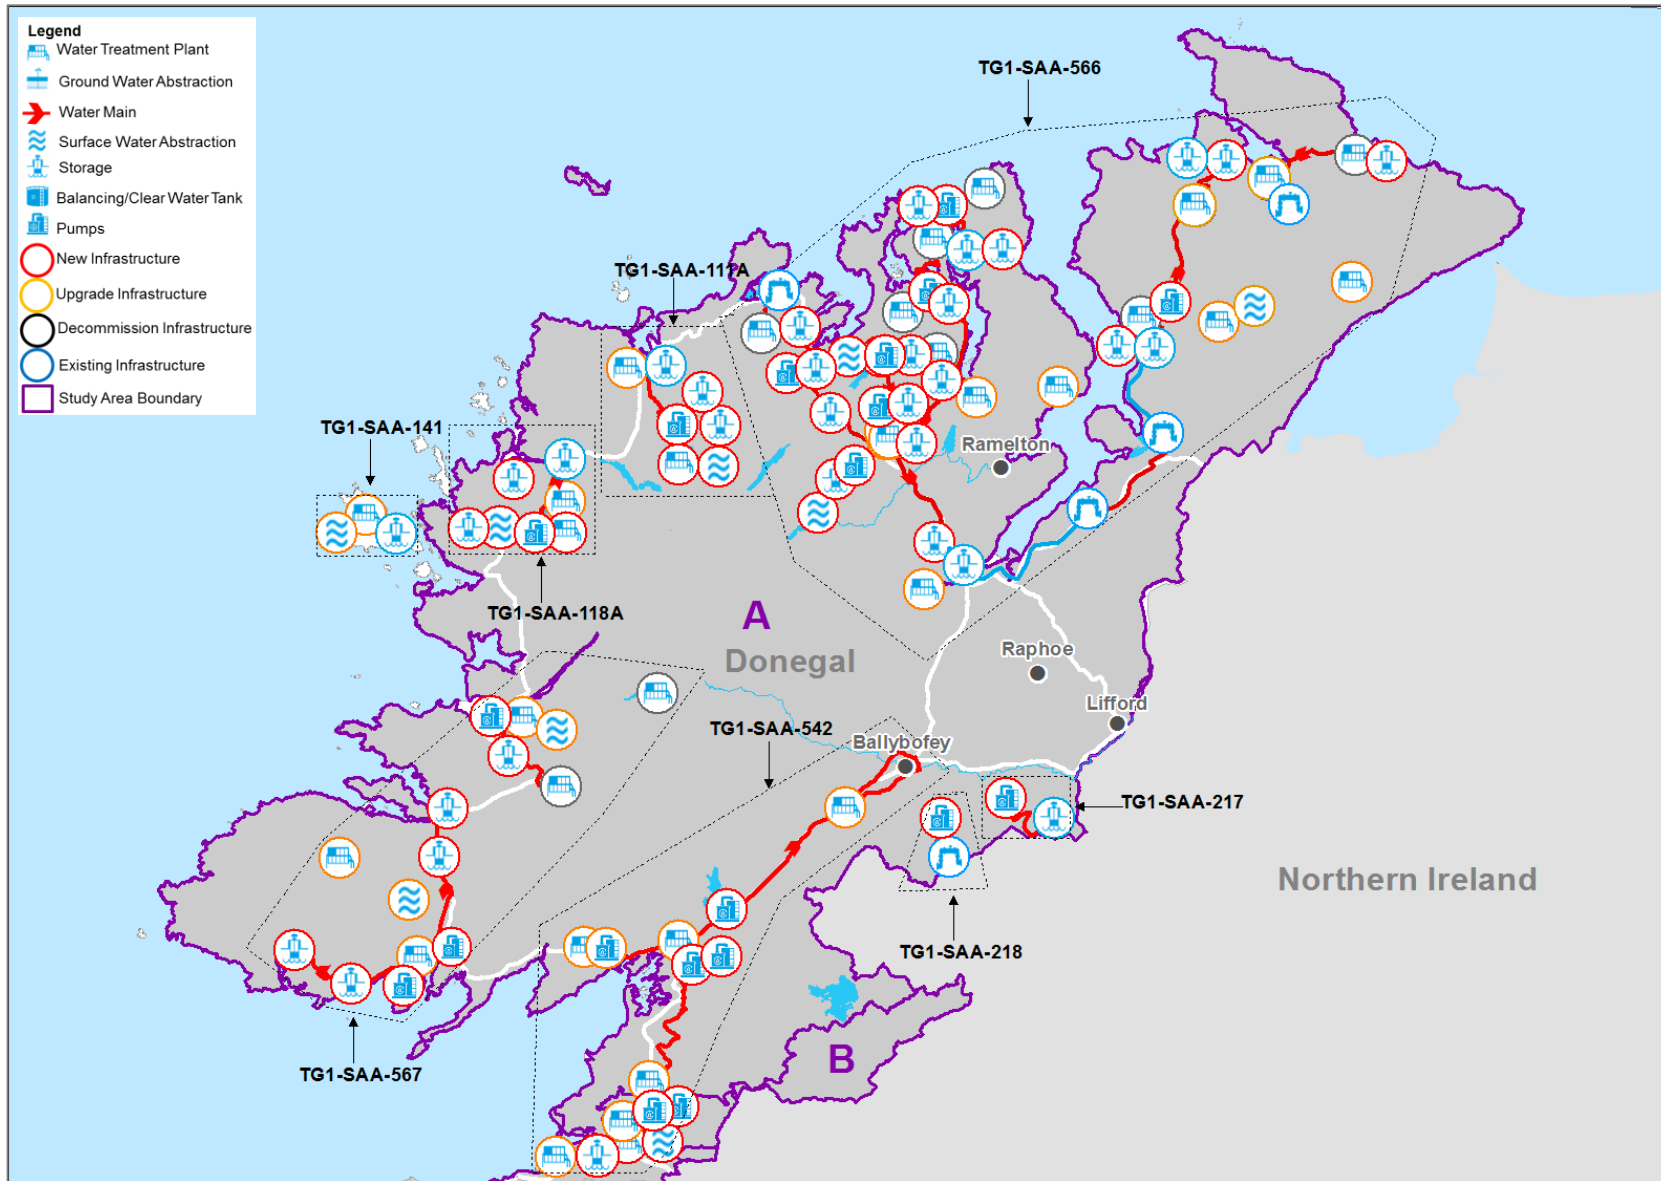 Legend
Water Treatment Plant
Ground Water Abstraction
Water Main
Surface Water Abstraction
Storage
Balancing/Clear Water Tank
Pumps
New Infrastructure
Upgrade Infrastructure
Decommission Infrastructure
Existing Infrastructure
Study Area Boundary
TG1-SAA-566
TG1-SAA-111A
TG1-SAA-141
Ramelton
TG1-SAA-118A
A
Donegal
Raphoe
Lifford
TG1-SAA-542
Ballybofey
TG1-SAA-217
Northern Ireland
TG1-SAA-218
B
TG1-SAA-567